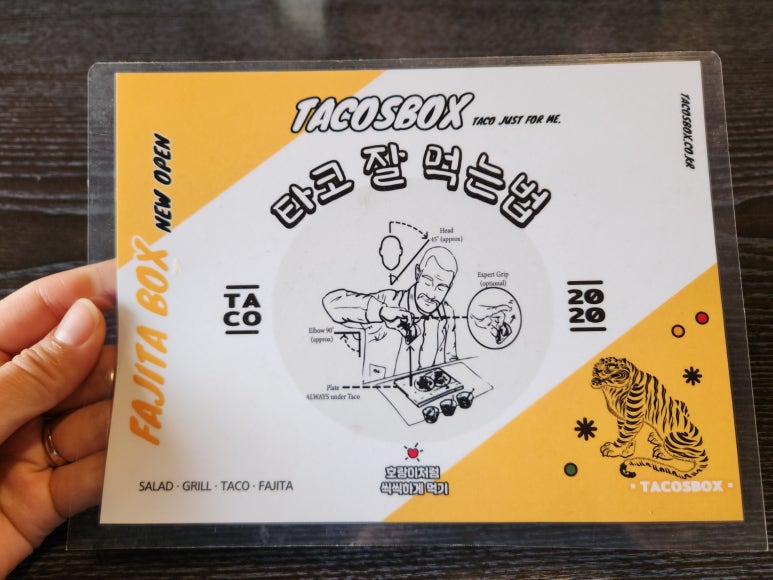 TACOSBOX TACO JUST FOR ME.
TACOSBOX.CO.KR
타코 잘 먹는법
NEW OPEN
FAJITA BOX
Head
45° (approx)
Expert Grip
(optional)
TA
CO
20
20
Elbow 90°
(approx)
Plate
ALWAYS under Taco
호랑이처럼
씩씩하게 먹기
SALAD · GRILL · TACO · FAJITA
· TACOSBOX ·